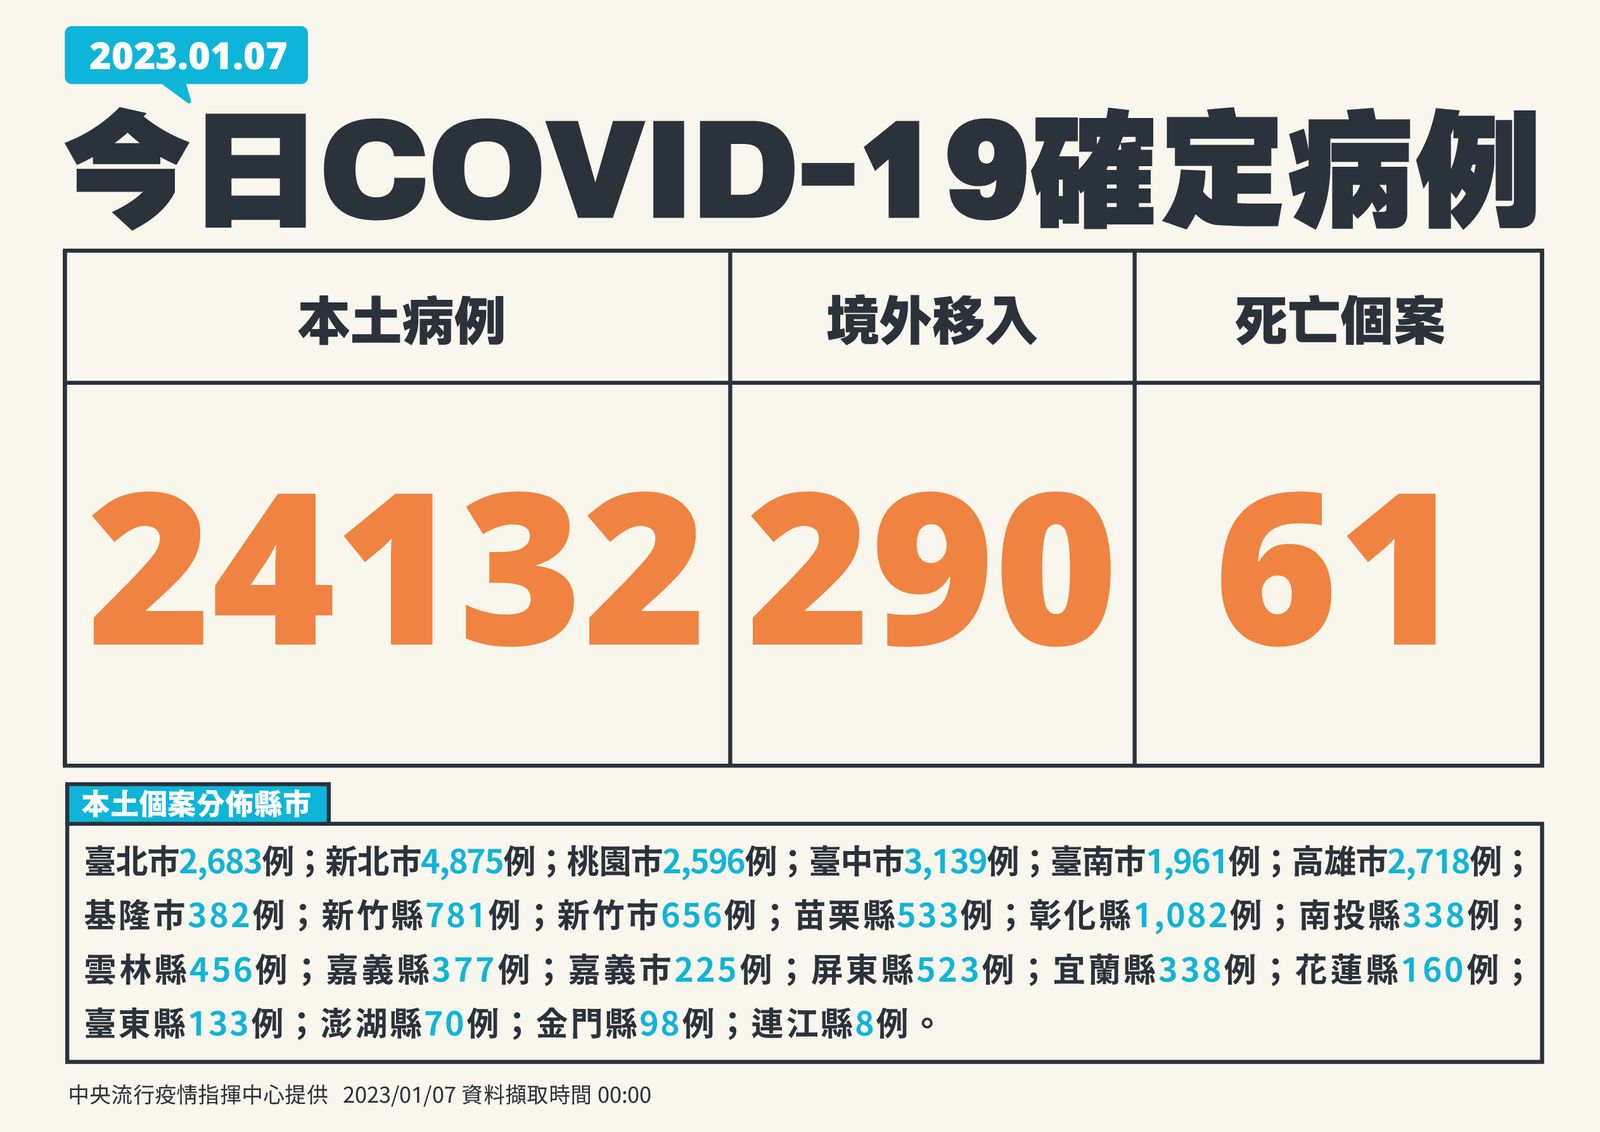 2023.01.07
今日COVID-19確定病例
本土病例 境外移入 死亡個案
24132 290 61
本土個案分佈縣市
臺北市2,683例；新北市4,875例；桃園市2,596例；臺中市3,139例；臺南市1,961例；高雄市2,718例；
基隆市382例；新竹縣781例；新竹市656例；苗栗縣533例；彰化縣1,082例；南投縣338例；
雲林縣456例；嘉義縣377例；嘉義市225例；屏東縣523例；宜蘭縣338例；花蓮縣160例；
臺東縣133例；澎湖縣70例；金門縣98例；連江縣8例。
中央流行疫情指揮中心提供 2023/01/07 資料擷取時間 00:00